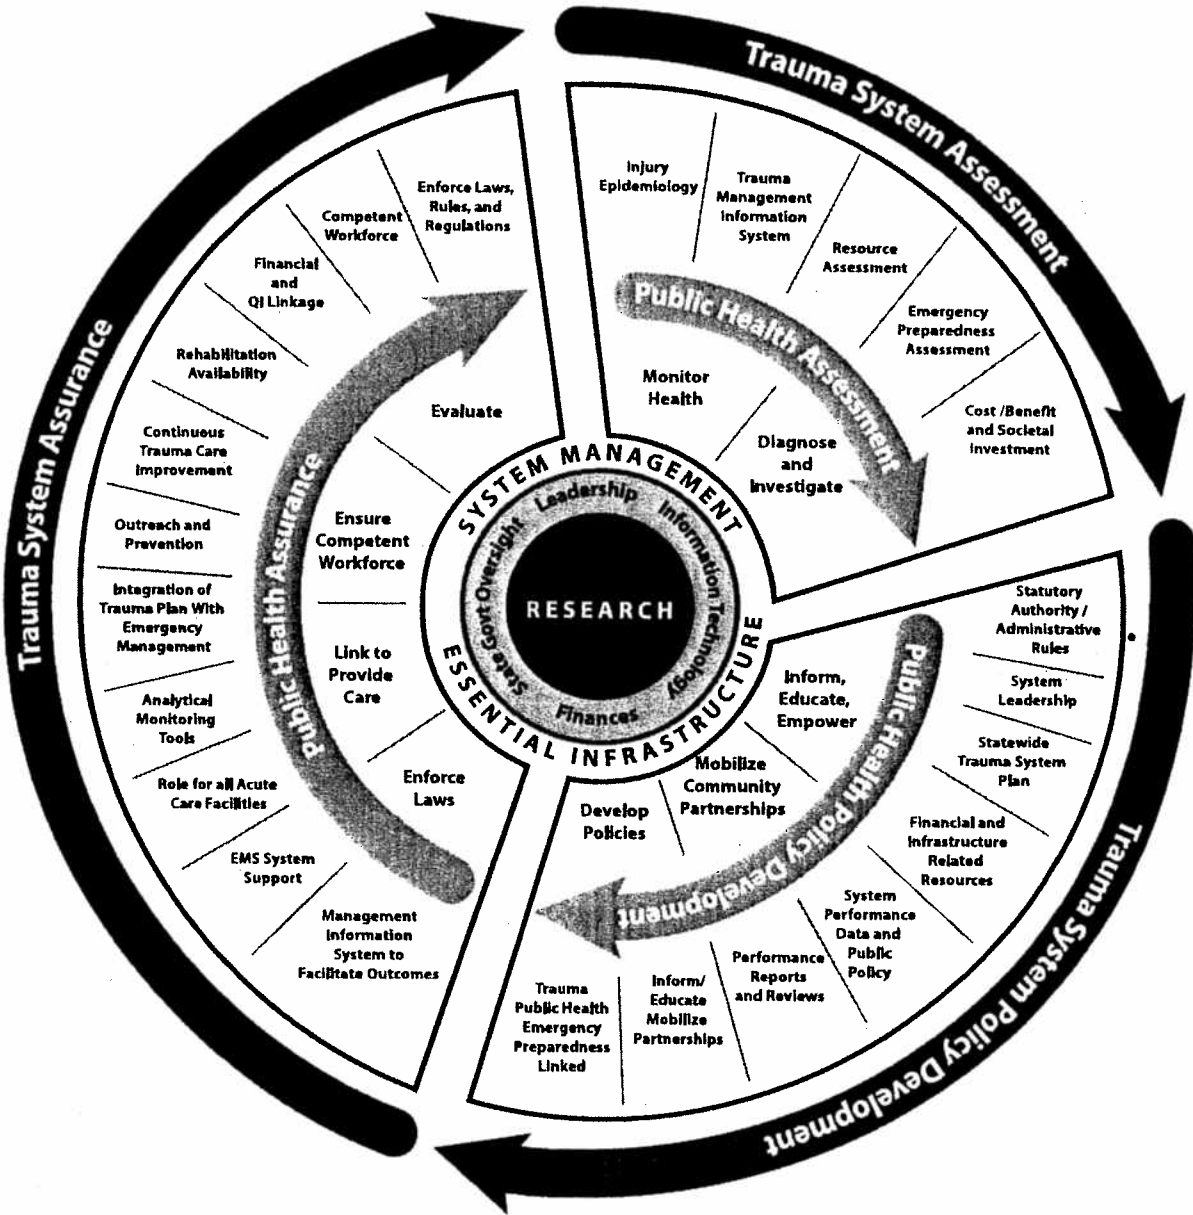 Trauma System Assessment
Injury
Epidemiology
Trauma
Management
Information
System
Resource
Assessment
Emergency
Preparedness
Assessment
Cost /Benefit
and Societal
Investment
Public Health Assessment
Monitor
Health
Diagnose
and
Investigate
Trauma System Policy Development
Statutory
Authority /
Administrative
Rules
System
Leadership
Statewide
Trauma System
Plan
Financial and
Infrastructure
Related
Resources
System
Performance
Data and
Public
Policy
Performance
Reports
and Reviews
Inform/
Educate
Mobilize
Partnerships
Trauma
Public Health
Emergency
Preparedness
Linked
Public Health Policy Development
Inform,
Educate,
Empower
Mobilize
Community
Partnerships
Develop
Policies
Trauma System Assurance
Management
Information
System to
Facilitate Outcomes
EMS System
Support
Role for all Acute
Care Facilities
Analytical
Monitoring
Tools
Integration of
Trauma Plan With
Emergency
Management
Outreach and
Prevention
Continuous
Trauma Care
Improvement
Rehabilitation
Availability
Financial
and
QI Linkage
Competent
Workforce
Enforce Laws,
Rules, and
Regulations
Public Health Assurance
Enforce
Laws
Link to
Provide
Care
Ensure
Competent
Workforce
Evaluate
SYSTEM MANAGEMENT
ESSENTIAL INFRASTRUCTURE
Leadership
Information Technology
Finances
State Govt Oversight
RESEARCH